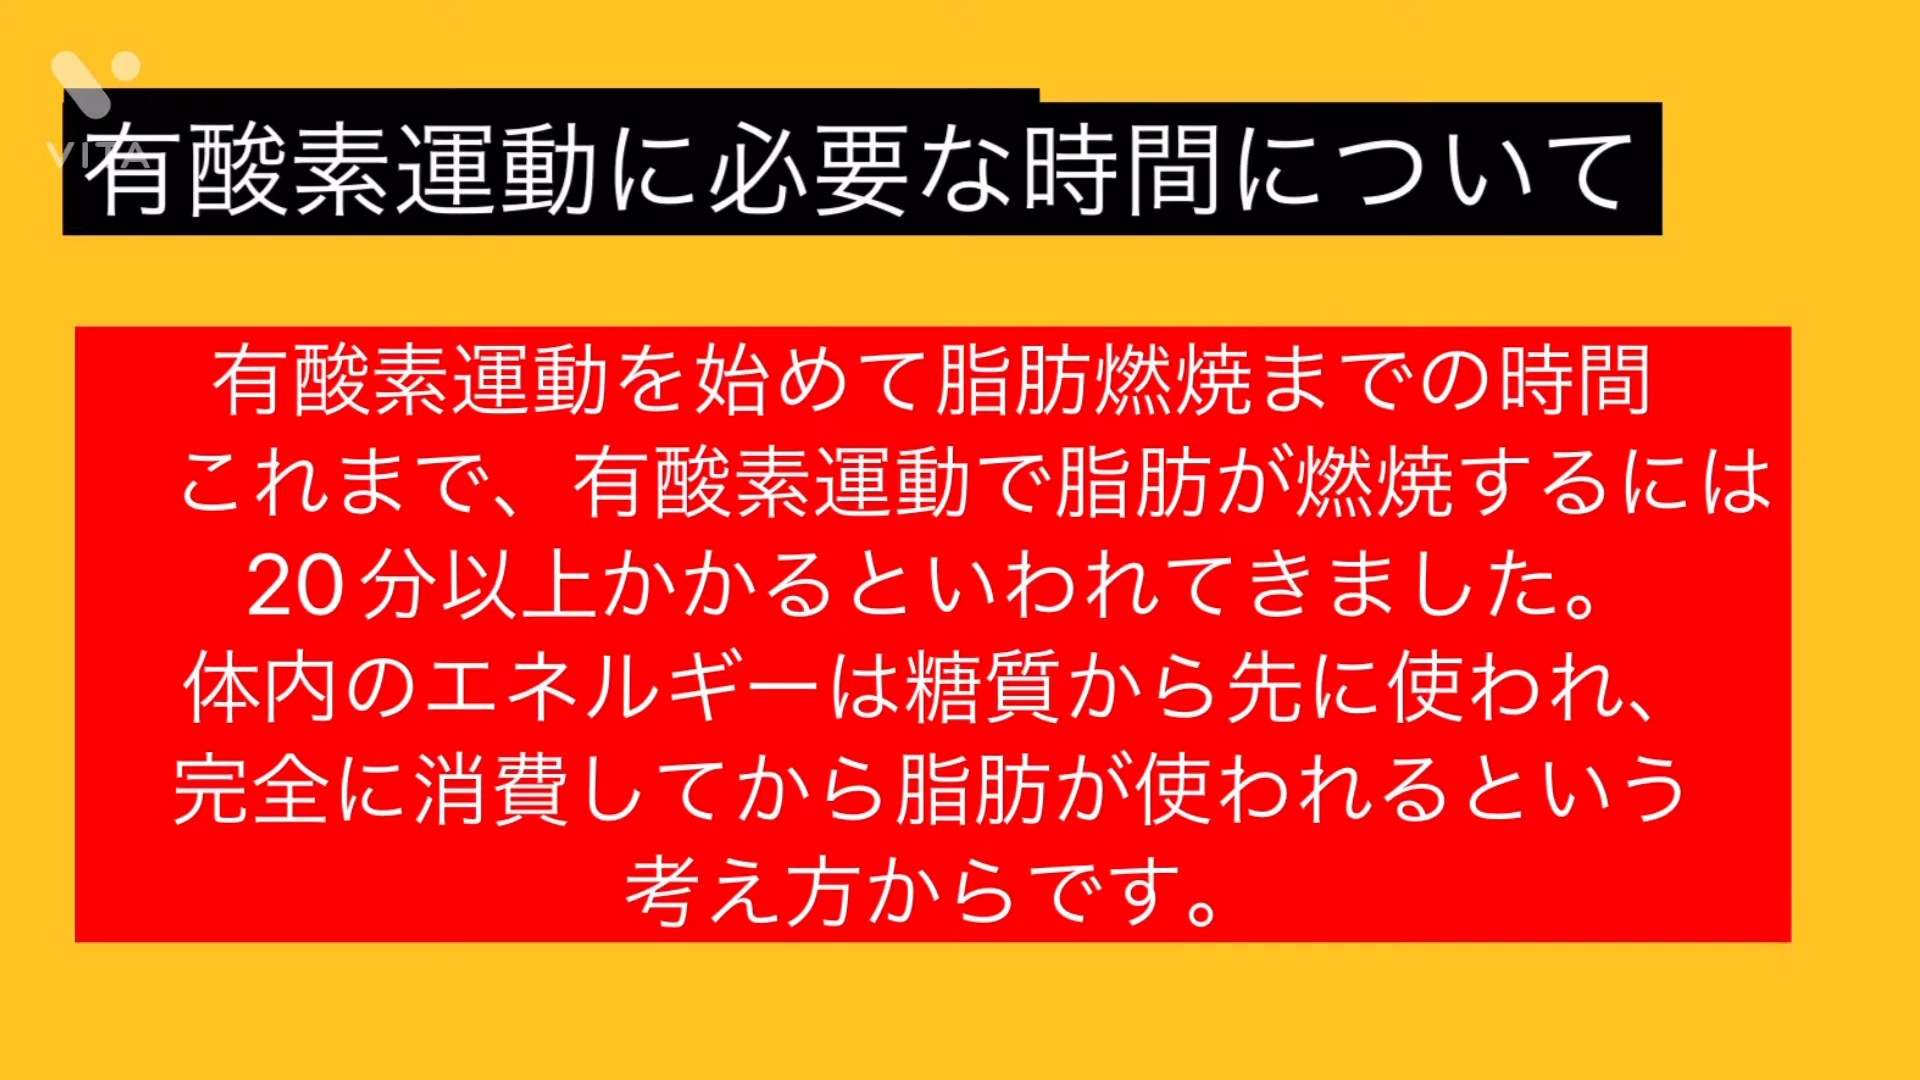 VITA
有酸素運動に必要な時間について
有酸素運動を始めて脂肪燃焼までの時間
これまで、有酸素運動で脂肪が燃焼するには
20分以上かかるといわれてきました。
体内のエネルギーは糖質から先に使われ、
完全に消費してから脂肪が使われるという
考え方からです。